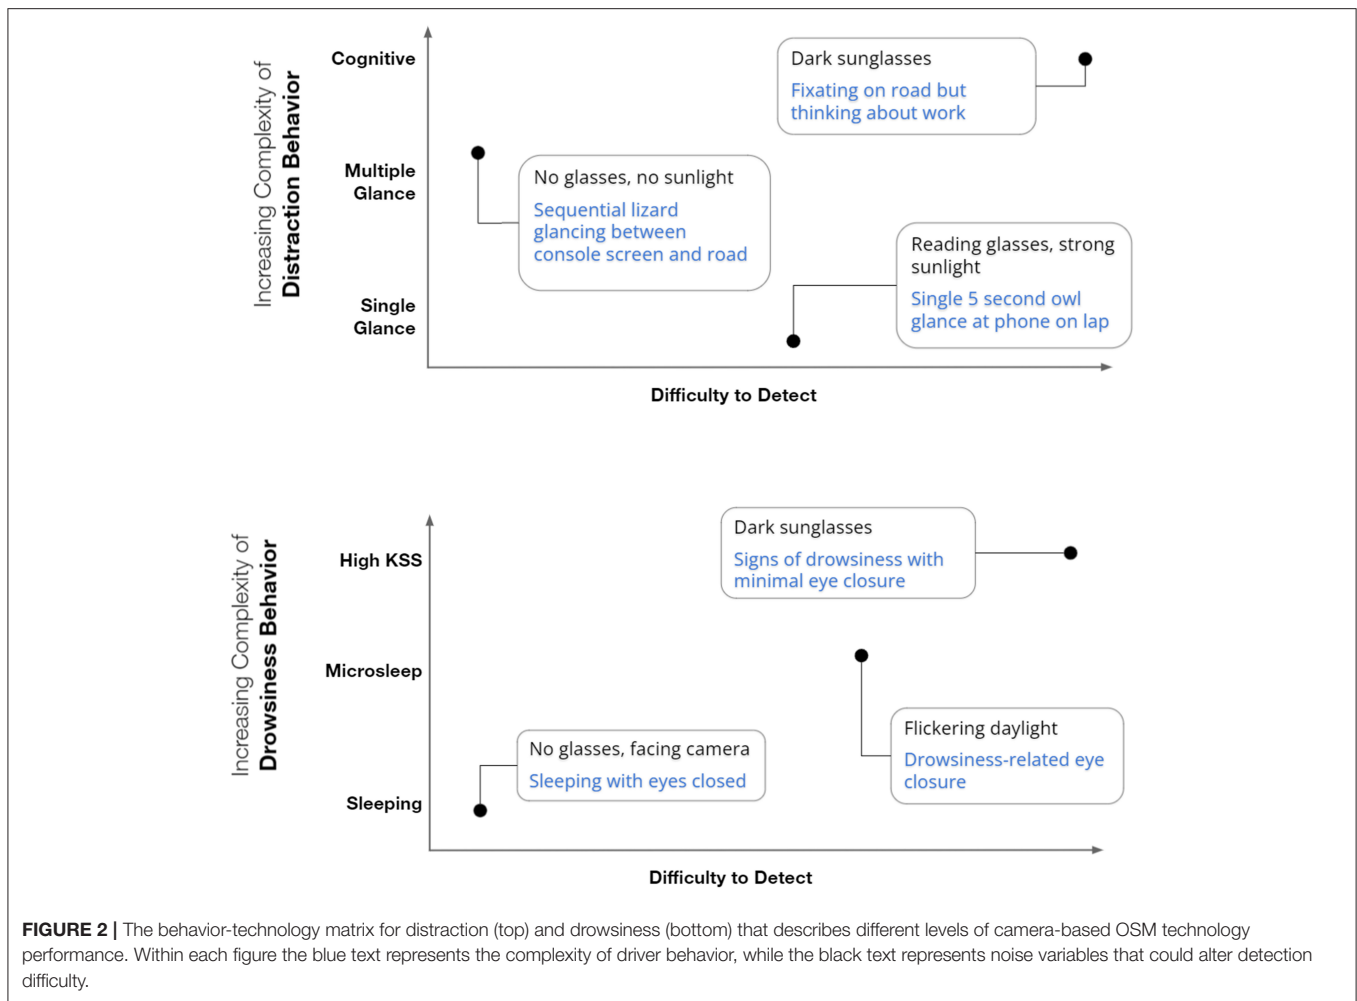 Increasing Complexity of
Distraction Behavior
Cognitive
Multiple
Glance
Single
Glance
Dark sunglasses
Fixating on road but
thinking about work
No glasses, no sunlight
Sequential lizard
glancing between
console screen and road
Reading glasses, strong
sunlight
Single 5 second owl
glance at phone on lap
Difficulty to Detect
Increasing Complexity of
Drowsiness Behavior
High KSS
Microsleep
Sleeping
Dark sunglasses
Signs of drowsiness with
minimal eye closure
No glasses, facing camera
Sleeping with eyes closed
Flickering daylight
Drowsiness-related eye
closure
Difficulty to Detect
FIGURE 2 | The behavior-technology matrix for distraction (top) and drowsiness (bottom) that describes different levels of camera-based OSM technology
performance. Within each figure the blue text represents the complexity of driver behavior, while the black text represents noise variables that could alter detection
difficulty.